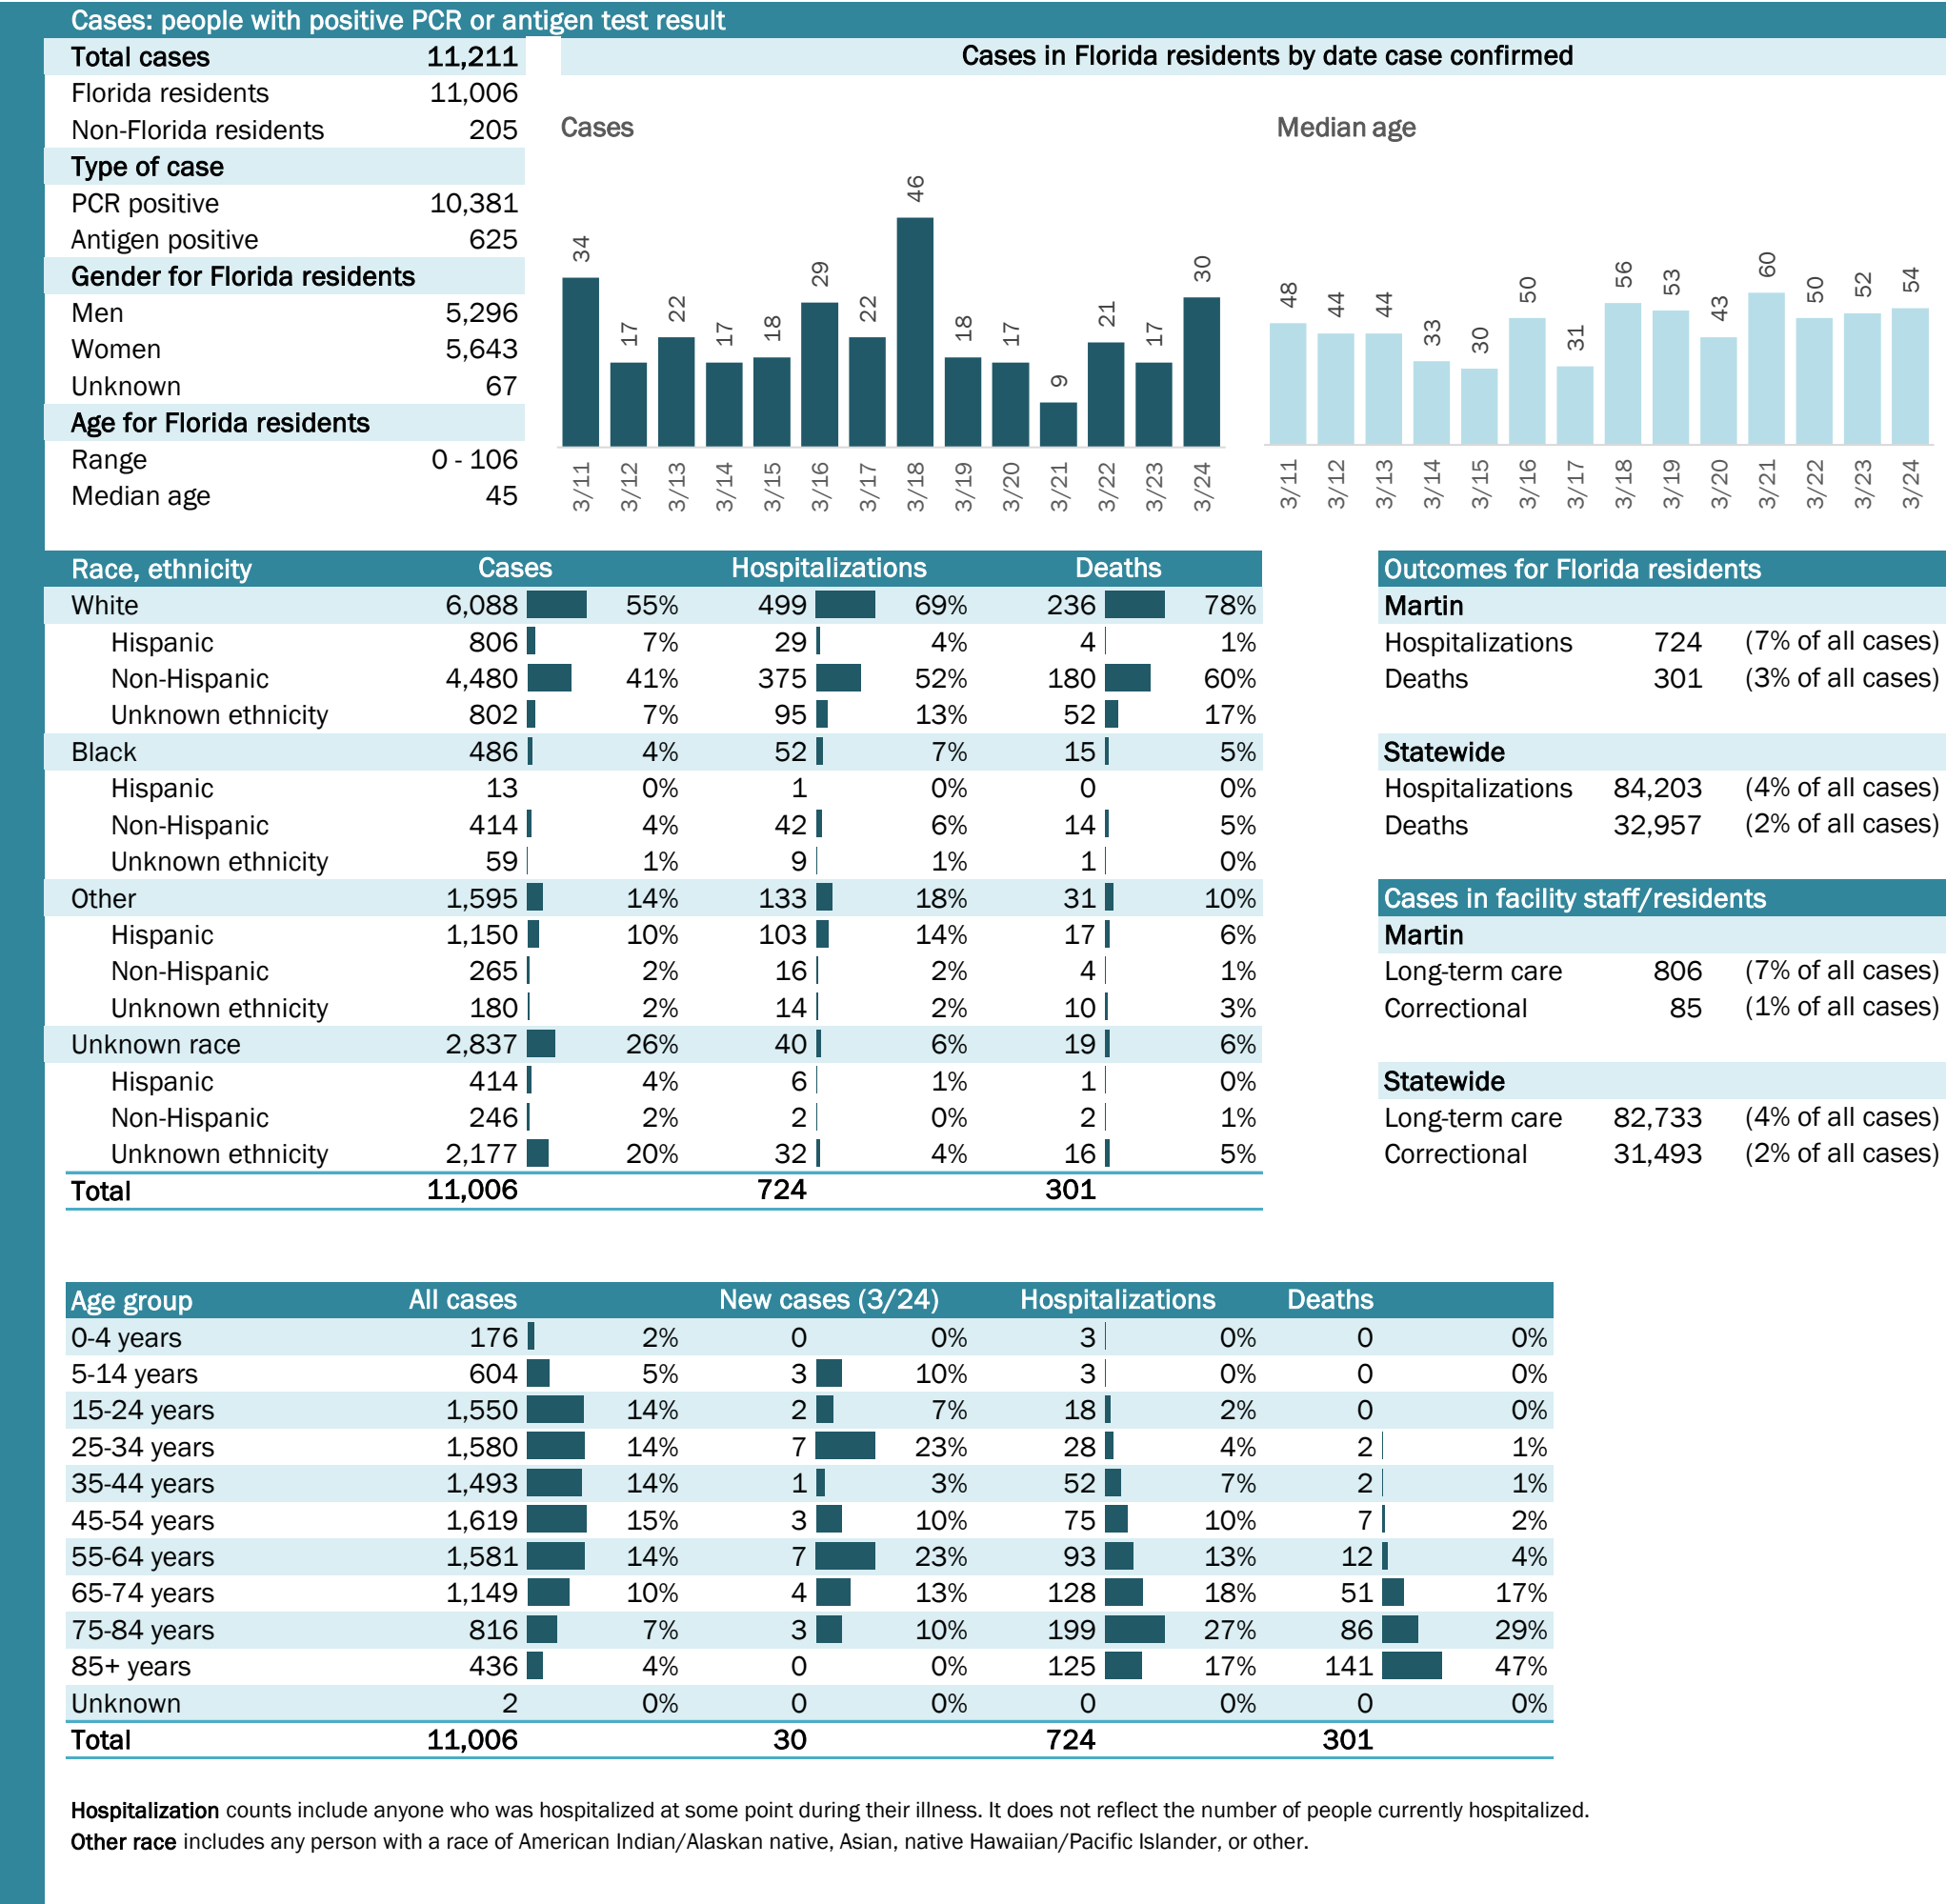 Cases: people with positive PCR or antigen test result
Total cases 11,211
Florida residents 11,006
Non-Florida residents 205
Type of case
PCR positive 10,381
Antigen positive 625
Gender for Florida residents
Men 5,296
Women 5,643
Unknown 67
Age for Florida residents
Range 0 - 106
Median age 45
Cases in Florida residents by date case confirmed
Cases
34 17 22 17 18 29 22 46 18 17 9 21 17 30
3/11 3/12 3/13 3/14 3/15 3/16 3/17 3/18 3/19 3/20 3/21 3/22 3/23 3/24
Median age
48 44 44 33 30 50 31 56 53 43 60 50 52 54
3/11 3/12 3/13 3/14 3/15 3/16 3/17 3/18 3/19 3/20 3/21 3/22 3/23 3/24
Race, ethnicity Cases Hospitalizations Deaths
White 6,088 55% 499 69% 236 78%
Hispanic 806 7% 29 4% 4 1%
Non-Hispanic 4,480 41% 375 52% 180 60%
Unknown ethnicity 802 7% 95 13% 52 17%
Black 486 4% 52 7% 15 5%
Hispanic 13 0% 1 0% 0 0%
Non-Hispanic 414 4% 42 6% 14 5%
Unknown ethnicity 59 1% 9 1% 1 0%
Other 1,595 14% 133 18% 31 10%
Hispanic 1,150 10% 103 14% 17 6%
Non-Hispanic 265 2% 16 2% 4 1%
Unknown ethnicity 180 2% 14 2% 10 3%
Unknown race 2,837 26% 40 6% 19 6%
Hispanic 414 4% 6 1% 1 0%
Non-Hispanic 246 2% 2 0% 2 1%
Unknown ethnicity 2,177 20% 32 4% 16 5%
Total 11,006 724 301
Outcomes for Florida residents
Martin
Hospitalizations 724 (7% of all cases)
Deaths 301 (3% of all cases)
Statewide
Hospitalizations 84,203 (4% of all cases)
Deaths 32,957 (2% of all cases)
Cases in facility staff/residents
Martin
Long-term care 806 (7% of all cases)
Correctional 85 (1% of all cases)
Statewide
Long-term care 82,733 (4% of all cases)
Correctional 31,493 (2% of all cases)
Age group All cases New cases (3/24) Hospitalizations Deaths
0-4 years 176 2% 0 0% 3 0% 0 0%
5-14 years 604 5% 3 10% 3 0% 0 0%
15-24 years 1,550 14% 2 7% 18 2% 0 0%
25-34 years 1,580 14% 7 23% 28 4% 2 1%
35-44 years 1,493 14% 1 3% 52 7% 2 1%
45-54 years 1,619 15% 3 10% 75 10% 7 2%
55-64 years 1,581 14% 7 23% 93 13% 12 4%
65-74 years 1,149 10% 4 13% 128 18% 51 17%
75-84 years 816 7% 3 10% 199 27% 86 29%
85+ years 436 4% 0 0% 125 17% 141 47%
Unknown 2 0% 0 0% 0 0% 0 0%
Total 11,006 30 724 301
Hospitalization counts include anyone who was hospitalized at some point during their illness. It does not reflect the number of people currently hospitalized.
Other race includes any person with a race of American Indian/Alaskan native, Asian, native Hawaiian/Pacific Islander, or other.